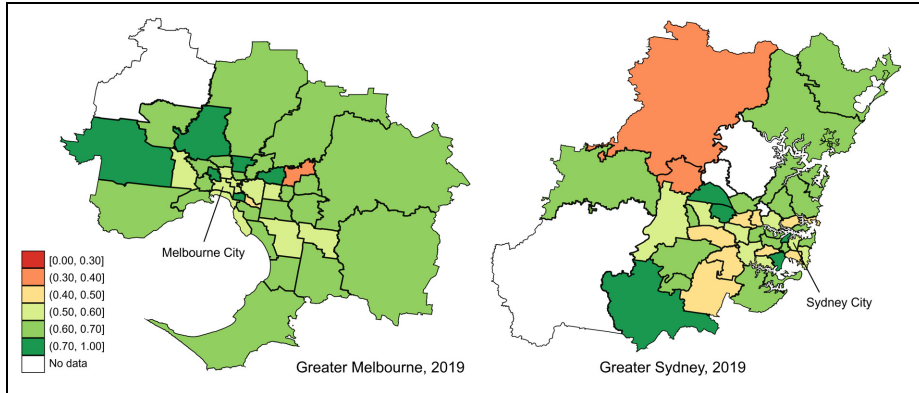 Melbourne City
[0.00, 0.30]
(0.30, 0.40]
(0.40, 0.50]
(0.50, 0.60]
(0.60, 0.70]
(0.70, 1.00]
No data
Greater Melbourne, 2019
Sydney City
Greater Sydney, 2019